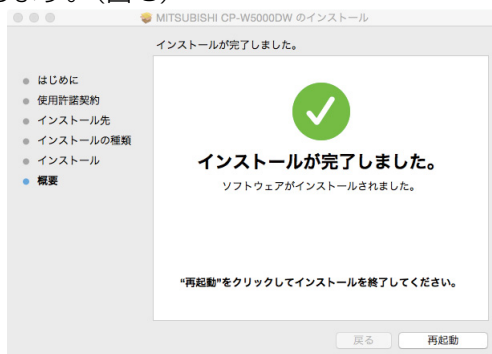 MITSUBISHI CP-W5000DW のインストール
インストールが完了しました。
はじめに
使用許諾契約
インストール先
インストールの種類
インストール
概要
インストールが完了しました。
ソフトウェアがインストールされました。
“再起動”をクリックしてインストールを終了してください。
戻る
再起動